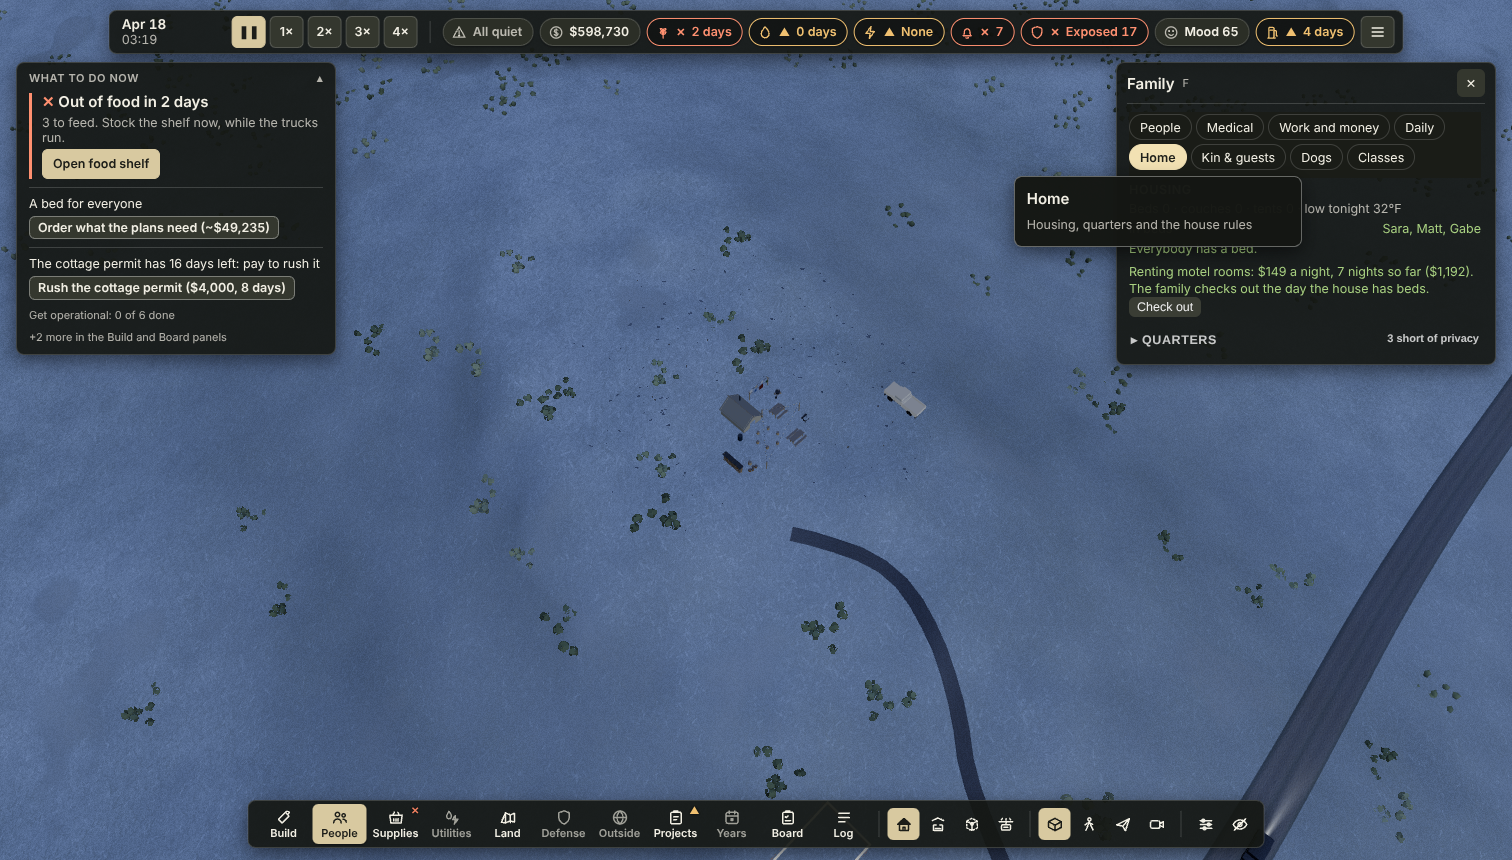 Apr 18
03:19
1×
2×
3×
4×
All quiet
$598,730
× 2 days
0 days
None
× 7
× Exposed 17
Mood 65
4 days
WHAT TO DO NOW
× Out of food in 2 days
3 to feed. Stock the shelf now, while the trucks
run.
Open food shelf
A bed for everyone
Order what the plans need (~$49,235)
The cottage permit has 16 days left: pay to rush it
Rush the cottage permit ($4,000, 8 days)
Get operational: 0 of 6 done
+2 more in the Build and Board panels
Family F
×
People
Medical
Work and money
Daily
Home
Kin & guests
Dogs
Classes
Home
Housing, quarters and the house rules
low tonight 32°F
Sara, Matt, Gabe
Everybody has a bed.
Renting motel rooms: $149 a night, 7 nights so far ($1,192).
The family checks out the day the house has beds.
Check out
QUARTERS
3 short of privacy
Build
People
Supplies
Utilities
Land
Defense
Outside
Projects
Years
Board
Log